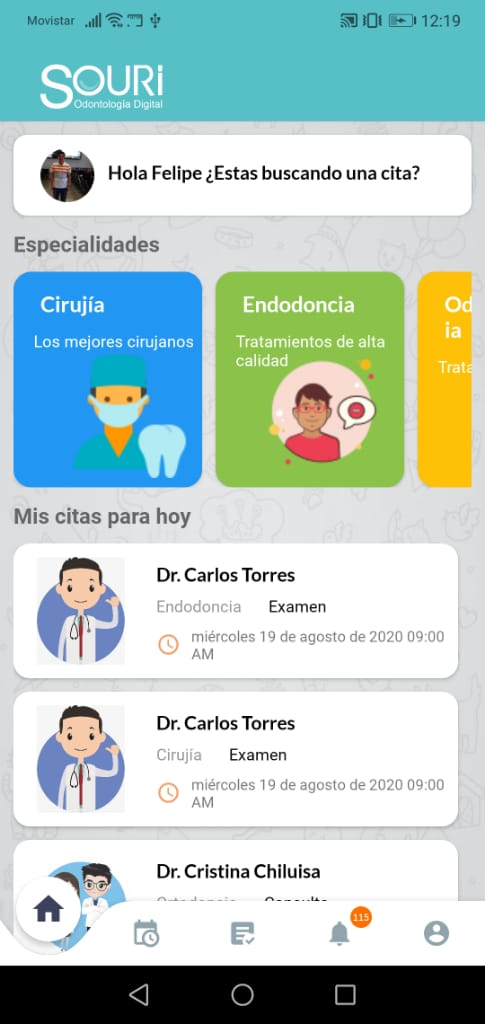 Movistar 12:19
SOURi
Odontología Digital
Hola Felipe ¿Estas buscando una cita?
Especialidades
Cirujía
Los mejores cirujanos
Endodoncia
Tratamientos de alta
calidad
Od
ia
Trata
Mis citas para hoy
Dr. Carlos Torres
Endodoncia Examen
miércoles 19 de agosto de 2020 09:00
AM
Dr. Carlos Torres
Cirujía Examen
miércoles 19 de agosto de 2020 09:00
AM
Dr. Cristina Chiluisa
Ortodoncia Consulta
115